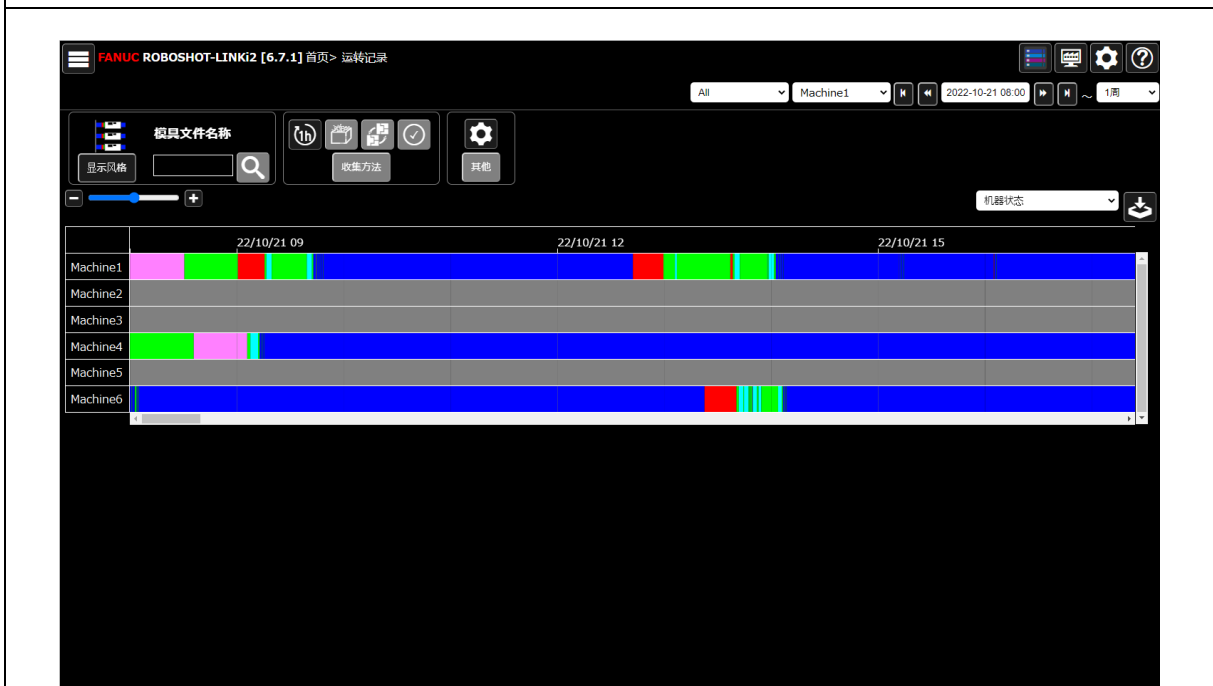 FANUC ROBOSHOT-LINKi2 [6.7.1] 首页> 运转记录
All Machine1 2022-10-21 08:00 ～ 1周
模具文件名称 1h
显示风格 收集方法 其他
机器状态
22/10/21 09 22/10/21 12 22/10/21 15
Machine1
Machine2
Machine3
Machine4
Machine5
Machine6